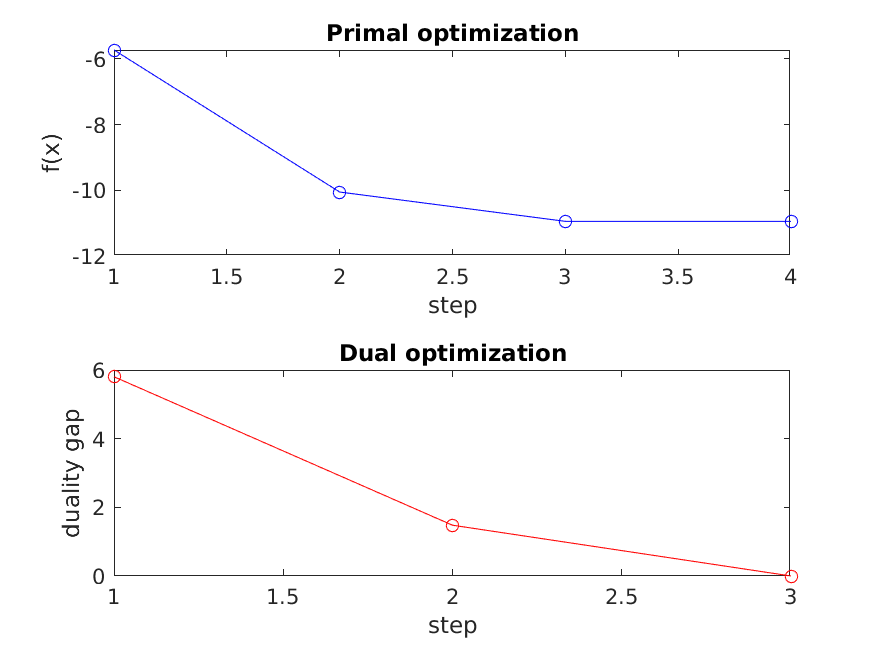 Primal optimization
-6
-8
-10
-12
f(x)
1 1.5 2 2.5 3 3.5 4
step
Dual optimization
6
4
2
0
duality gap
1 1.5 2 2.5 3
step